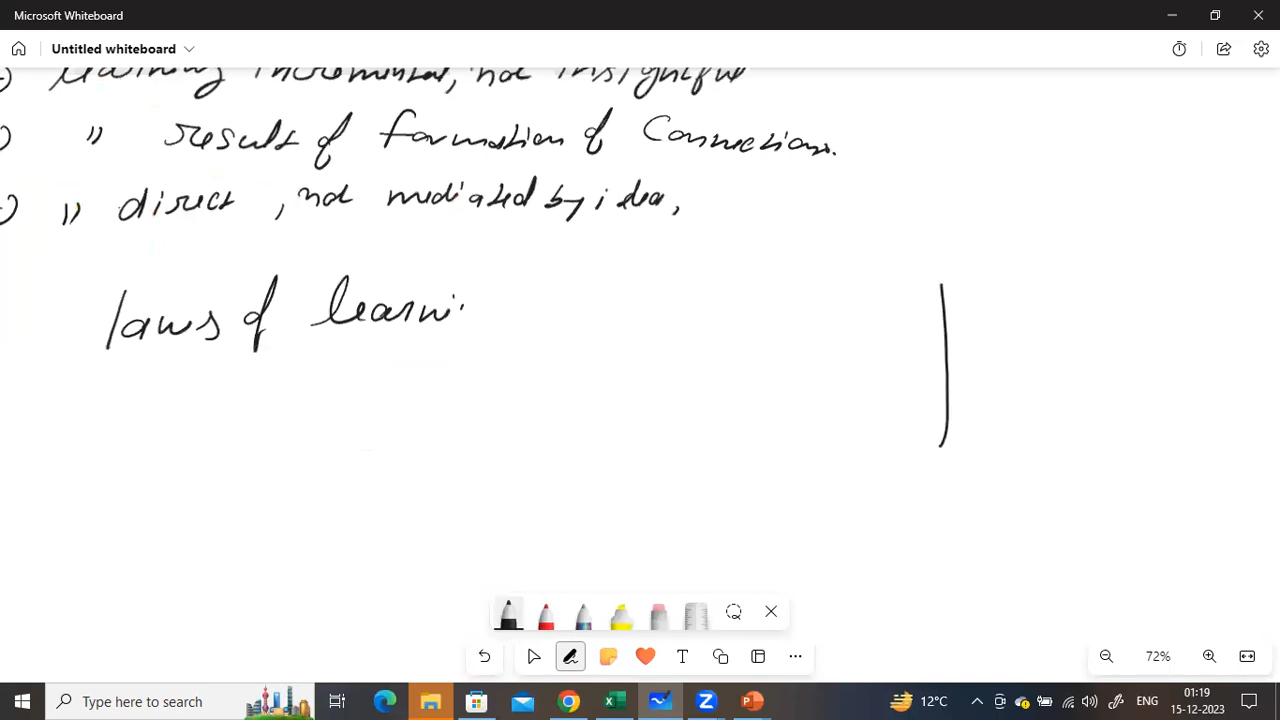 Microsoft Whiteboard
Untitled whiteboard
learning incremental, not insightful
" result of formation of Connections.
" direct, not mediated by idea,
laws of learni
72%
Type here to search
12°C
ENG
01:19
15-12-2023